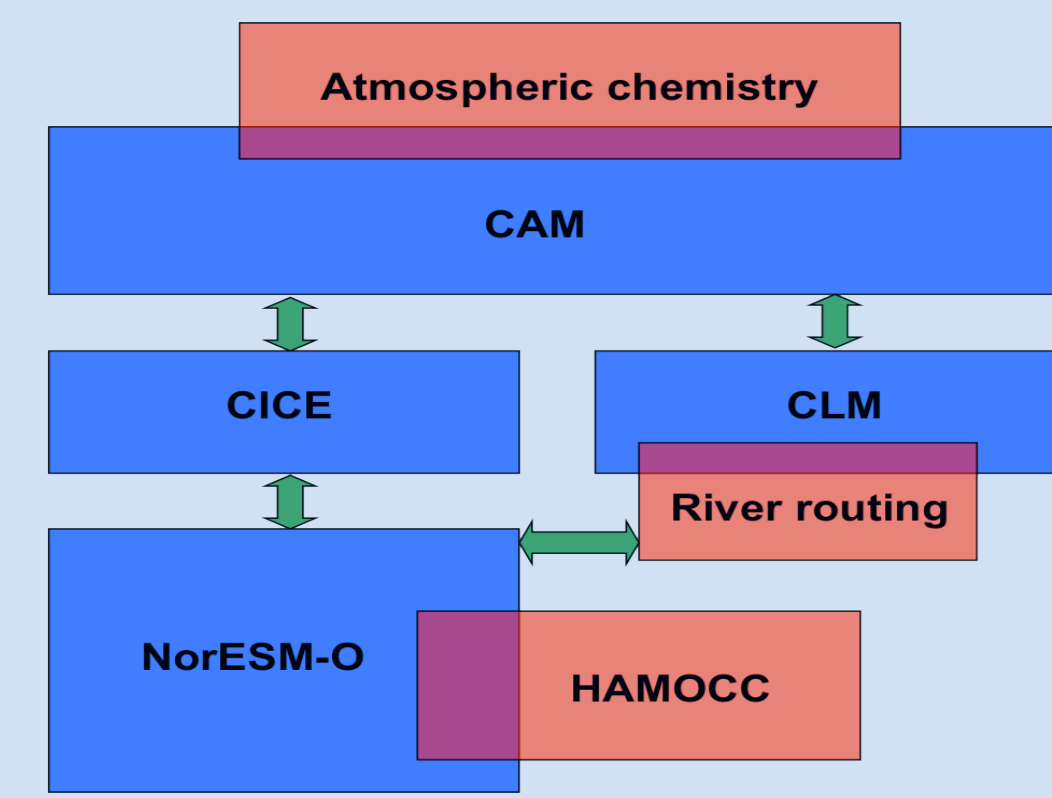 Atmospheric chemistry
CAM
CICE
CLM
River routing
NorESM-O
HAMOCC